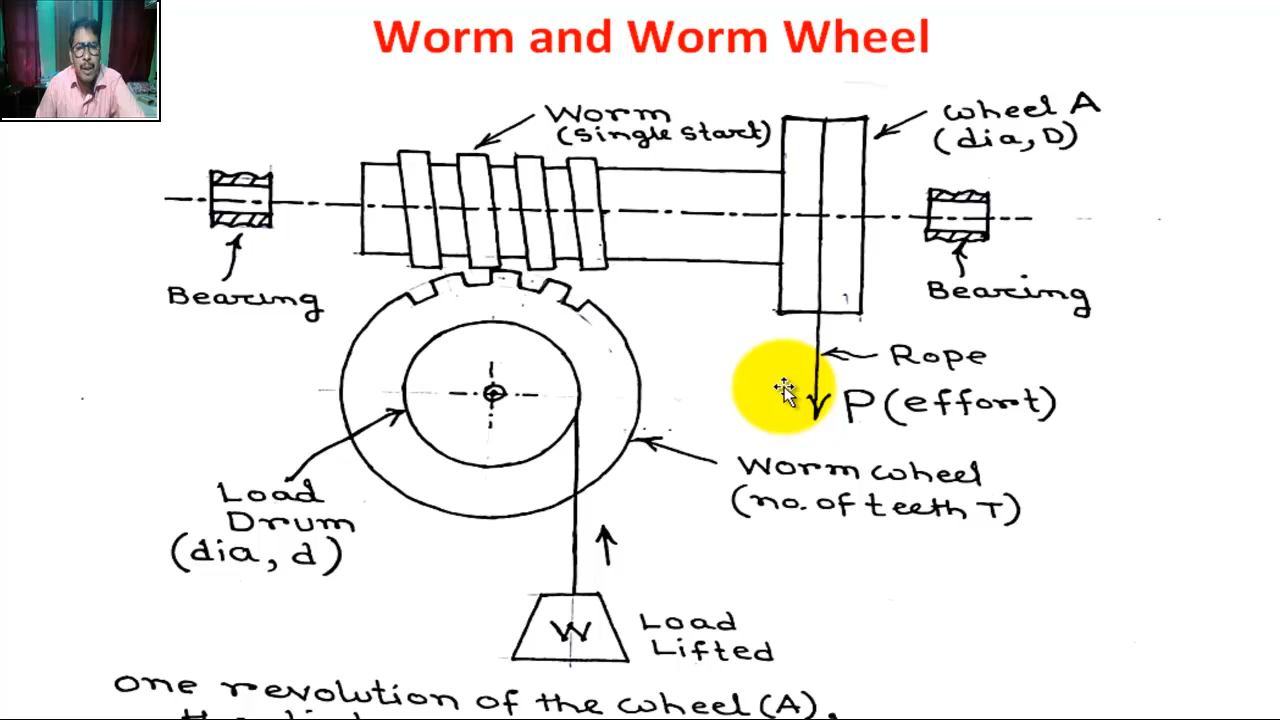 Worm and Worm Wheel
Worm
(Single start)
wheel A
(dia, D)
Bearing
Bearing
Rope
P (effort)
Worm wheel
(no. of teeth T)
Load
Drum
(dia, d)
W
Load
Lifted
one revolution of the wheel (A),